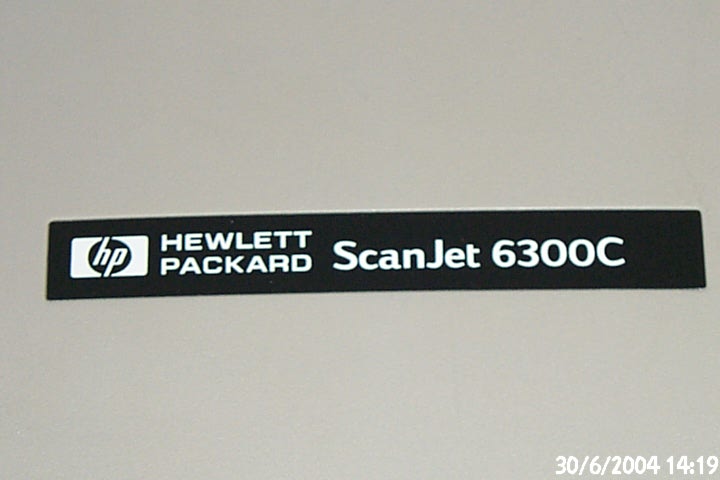 hp HEWLETT PACKARD ScanJet 6300C
30/6/2004 14:19